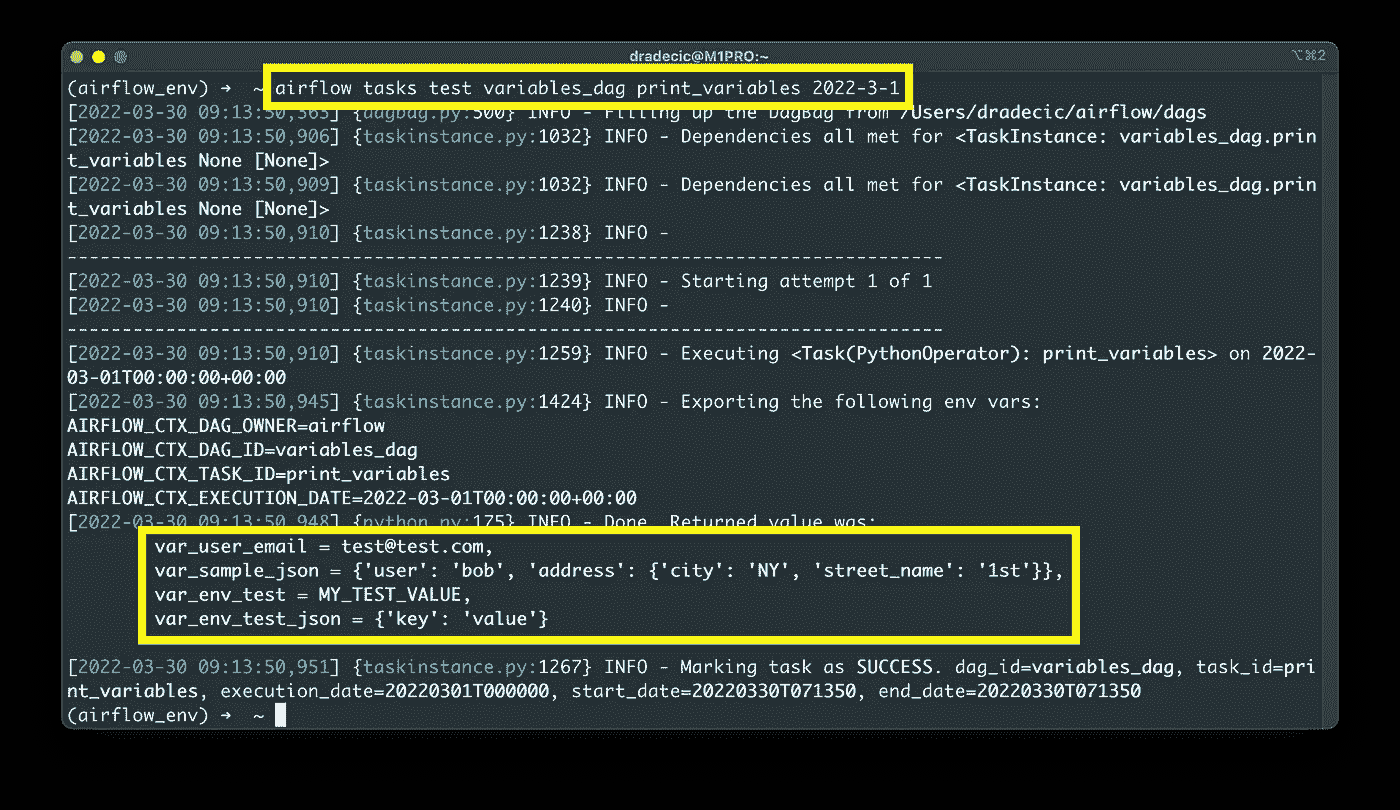 dradecic@M1PRO:~
⌥⌘2
(airflow_env) → ~ airflow tasks test variables_dag print_variables 2022-3-1
[2022-03-30 09:13:50,565] {dagbag.py:500} INFO - Filling up the DagBag from /Users/dradecic/airflow/dags
[2022-03-30 09:13:50,906] {taskinstance.py:1032} INFO - Dependencies all met for <TaskInstance: variables_dag.prin
t_variables None [None]>
[2022-03-30 09:13:50,909] {taskinstance.py:1032} INFO - Dependencies all met for <TaskInstance: variables_dag.prin
t_variables None [None]>
[2022-03-30 09:13:50,910] {taskinstance.py:1238} INFO -
--------------------------------------------------------------------------------
[2022-03-30 09:13:50,910] {taskinstance.py:1239} INFO - Starting attempt 1 of 1
[2022-03-30 09:13:50,910] {taskinstance.py:1240} INFO -
--------------------------------------------------------------------------------
[2022-03-30 09:13:50,910] {taskinstance.py:1259} INFO - Executing <Task(PythonOperator): print_variables> on 2022-
03-01T00:00:00+00:00
[2022-03-30 09:13:50,945] {taskinstance.py:1424} INFO - Exporting the following env vars:
AIRFLOW_CTX_DAG_OWNER=airflow
AIRFLOW_CTX_DAG_ID=variables_dag
AIRFLOW_CTX_TASK_ID=print_variables
AIRFLOW_CTX_EXECUTION_DATE=2022-03-01T00:00:00+00:00
[2022-03-30 09:13:50,948] {python.py:175} INFO - Done. Returned value was:
var_user_email = test@test.com,
var_sample_json = {'user': 'bob', 'address': {'city': 'NY', 'street_name': '1st'}},
var_env_test = MY_TEST_VALUE,
var_env_test_json = {'key': 'value'}
[2022-03-30 09:13:50,951] {taskinstance.py:1267} INFO - Marking task as SUCCESS. dag_id=variables_dag, task_id=pri
nt_variables, execution_date=20220301T000000, start_date=20220330T071350, end_date=20220330T071350
(airflow_env) → ~